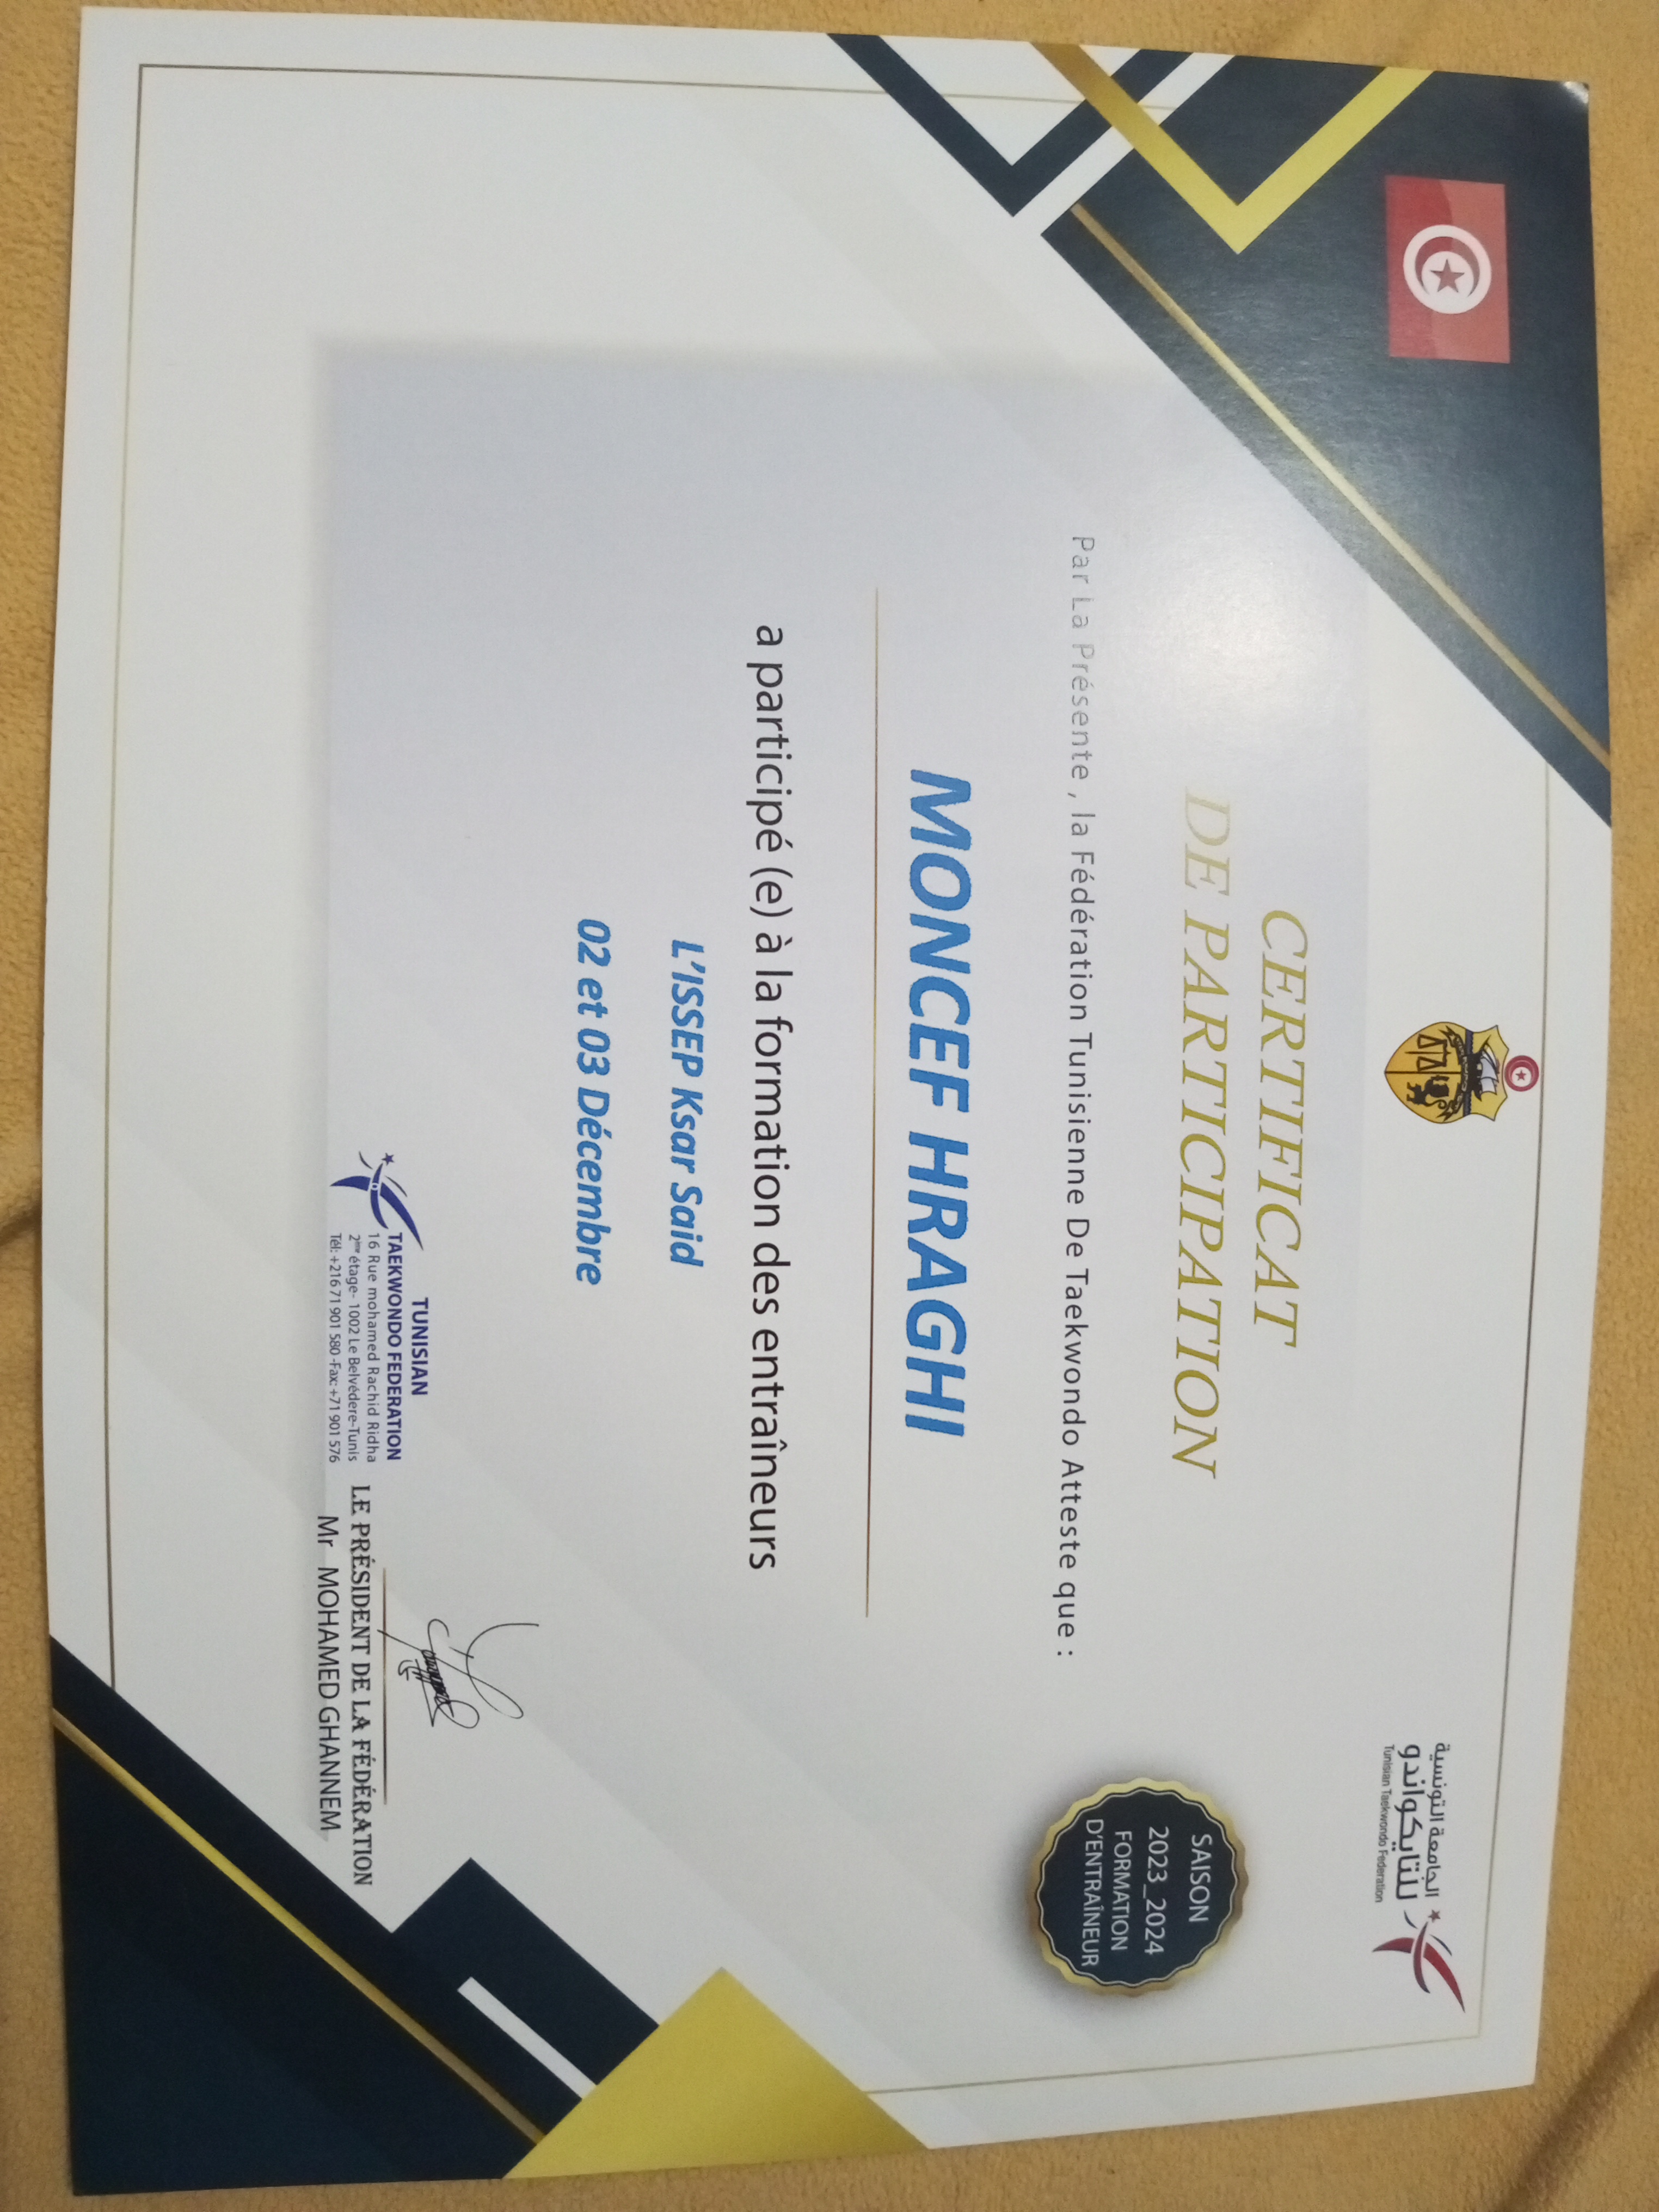 الجامعة التونسية
للتايكواندو
Tunisian Taekwondo Federation
CERTIFICAT
DE PARTICIPATION
SAISON
2023_2024
FORMATION
D'ENTRAÎNEUR
Par La Présente , la Fédération Tunisienne De Taekwondo Atteste que :
MONCEF HRAGHI
a participé (e) à la formation des entraîneurs
L'ISSEP Ksar Said
02 et 03 Décembre
TUNISIAN
TAEKWONDO FEDERATION
16 Rue mohamed Rachid Ridha
2ème étage- 1002 Le Belvédere-Tunis
Tél: +216 71 901 580 -Fax: +71 901 576
LE PRÉSIDENT DE LA FÉDÉRATION
Mr MOHAMED GHANNEM